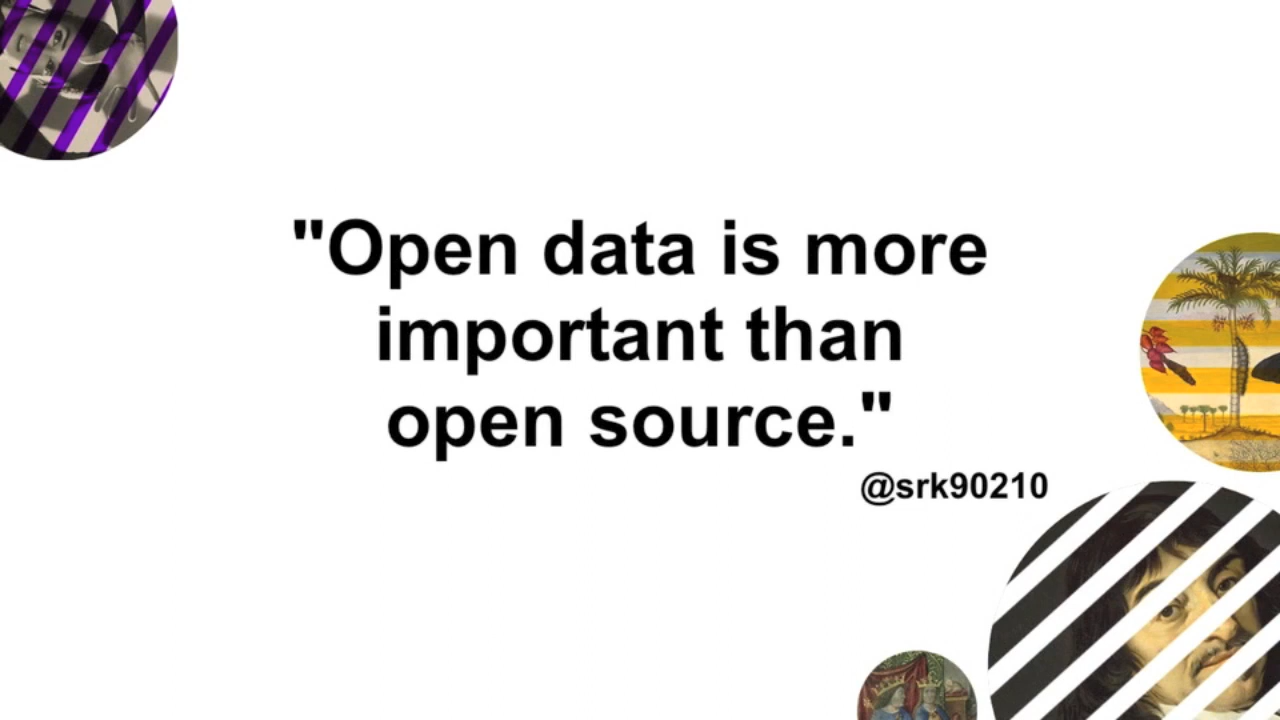 "Open data is more
important than
open source."
@srk90210